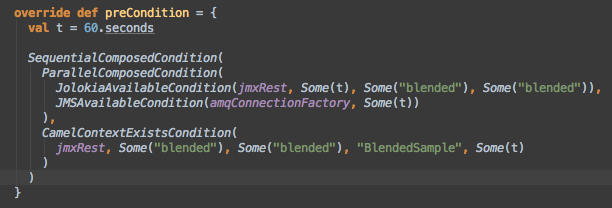 override def preCondition = {
  val t = 60.seconds

  SequentialComposedCondition(
    ParallelComposedCondition(
      JolokiaAvailableCondition(jmxRest, Some(t), Some("blended"), Some("blended")),
      JMSAvailableCondition(amqConnectionFactory, Some(t))
    ),
    CamelContextExistsCondition(
      jmxRest, Some("blended"), Some("blended"), "BlendedSample", Some(t)
    )
  )
}